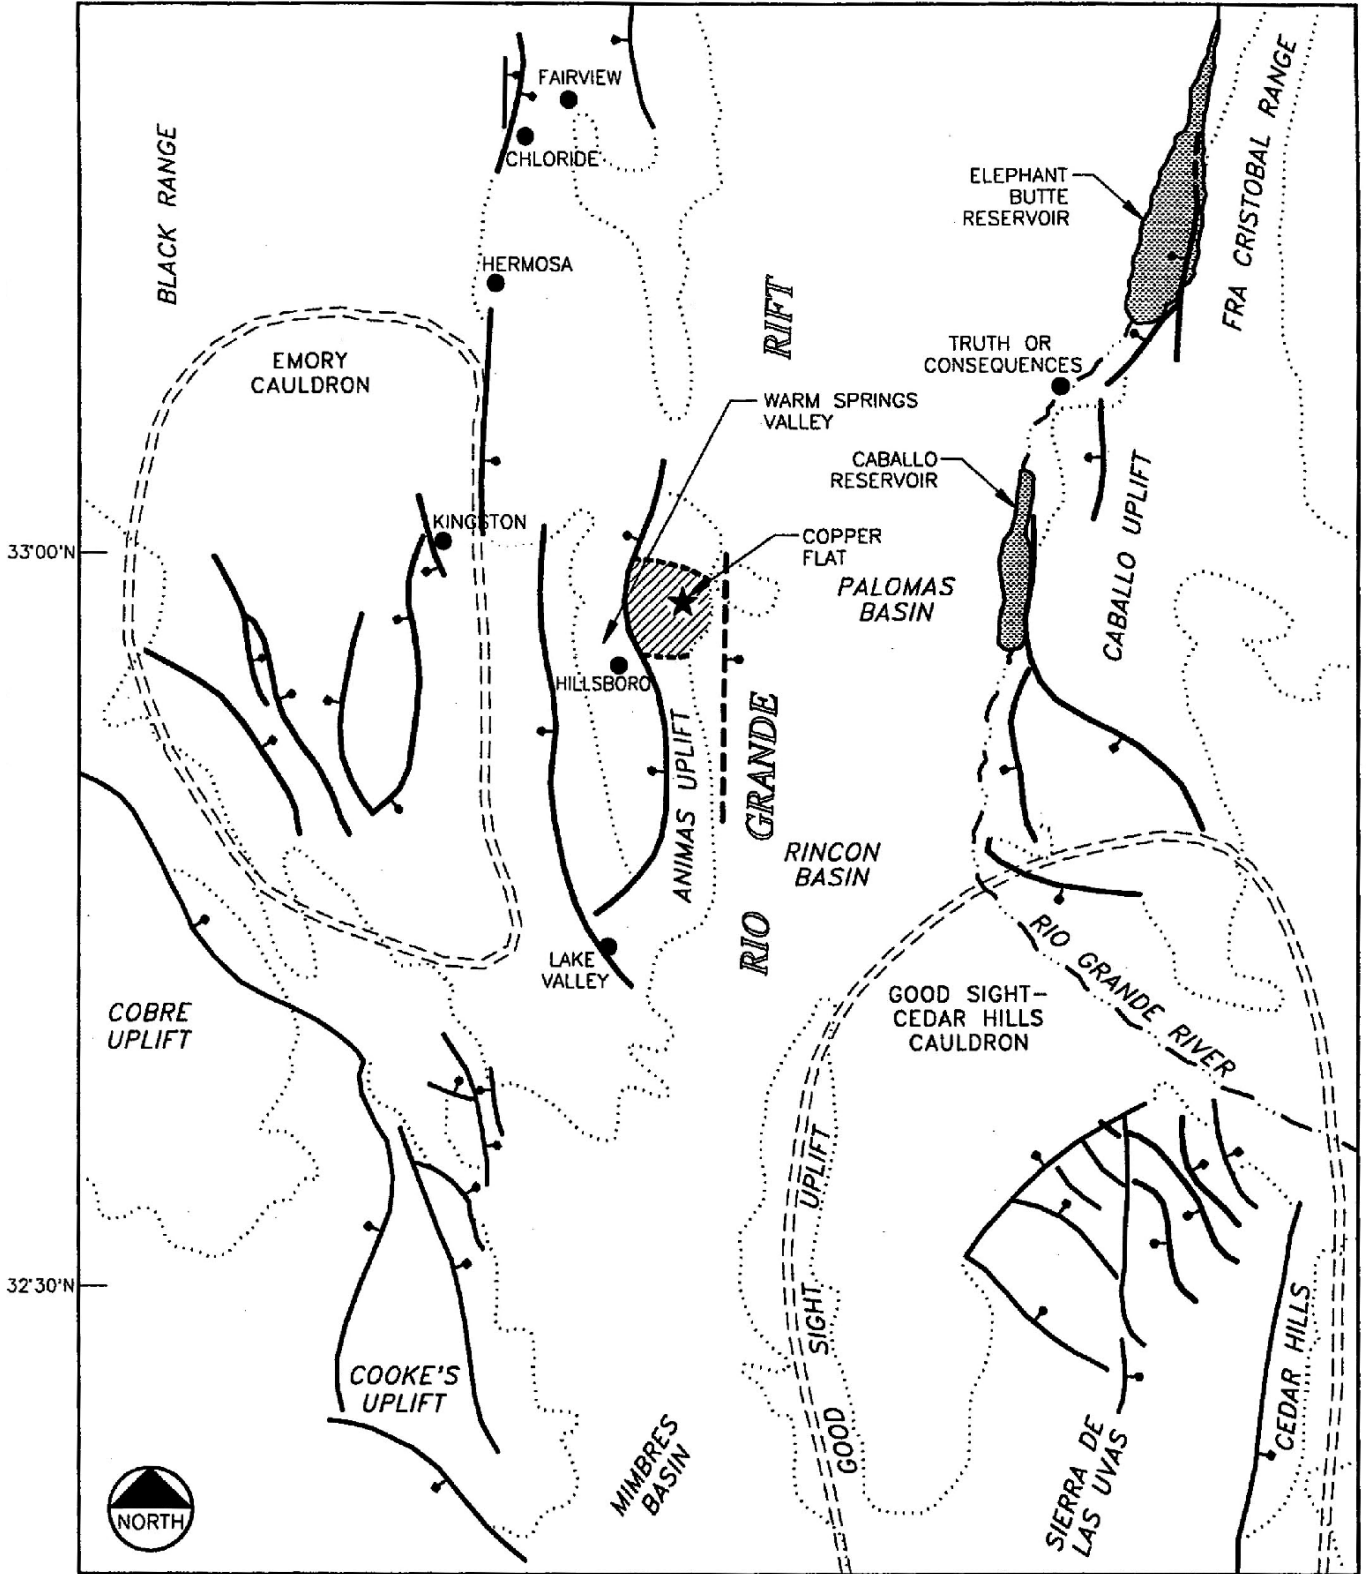 FAIRVIEW
CHLORIDE
BLACK RANGE
HERMOSA
EMORY
CAULDRON
ELEPHANT
BUTTE
RESERVOIR
FRA CRISTOBAL RANGE
TRUTH OR
CONSEQUENCES
WARM SPRINGS
VALLEY
CABALLO
RESERVOIR
KINGSTON
33°00'N
COPPER
FLAT
PALOMAS
BASIN
CABALLO UPLIFT
HILLSBORO
ANIMAS UPLIFT
RIO GRANDE RIFT
RINCON
BASIN
LAKE
VALLEY
COBRE
UPLIFT
GOOD SIGHT-
CEDAR HILLS
CAULDRON
RIO GRANDE RIVER
GOOD SIGHT UPLIFT
32°30'N
COOKE'S
UPLIFT
MIMBRES
BASIN
SIERRA DE
LAS UVAS
CEDAR HILLS
NORTH